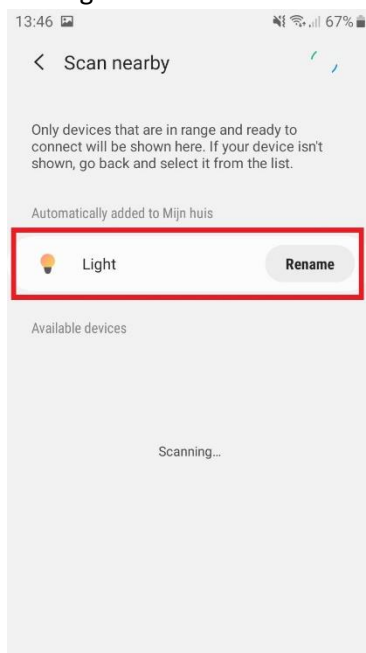 13:46 67%
Scan nearby
Only devices that are in range and ready to
connect will be shown here. If your device isn't
shown, go back and select it from the list.
Automatically added to Mijn huis
Light Rename
Available devices
Scanning...